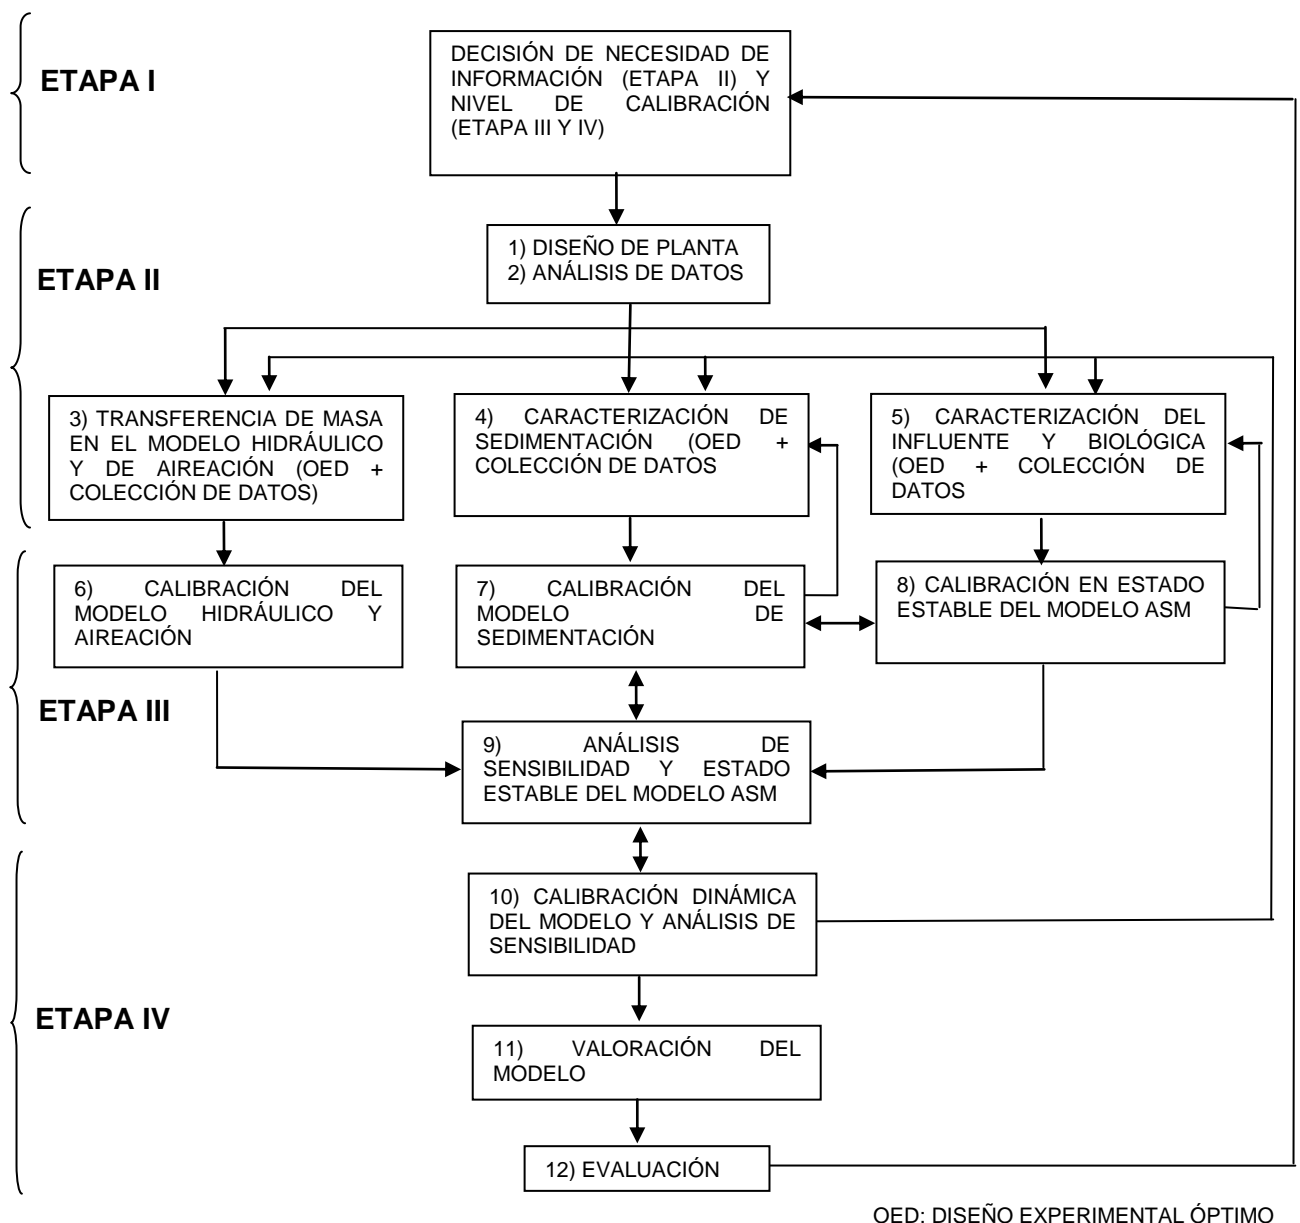 ETAPA I
DECISIÓN DE NECESIDAD DE
INFORMACIÓN (ETAPA II) Y
NIVEL DE CALIBRACIÓN
(ETAPA III Y IV)
ETAPA II
1) DISEÑO DE PLANTA
2) ANÁLISIS DE DATOS
3) TRANSFERENCIA DE MASA
EN EL MODELO HIDRÁULICO
Y DE AIREACIÓN (OED +
COLECCIÓN DE DATOS)
4) CARACTERIZACIÓN DE
SEDIMENTACIÓN (OED +
COLECCIÓN DE DATOS
5) CARACTERIZACIÓN DEL
INFLUENTE Y BIOLÓGICA
(OED + COLECCIÓN DE
DATOS
ETAPA III
6) CALIBRACIÓN DEL
MODELO HIDRÁULICO Y
AIREACIÓN
7) CALIBRACIÓN DEL
MODELO DE
SEDIMENTACIÓN
8) CALIBRACIÓN EN ESTADO
ESTABLE DEL MODELO ASM
9) ANÁLISIS DE
SENSIBILIDAD Y ESTADO
ESTABLE DEL MODELO ASM
ETAPA IV
10) CALIBRACIÓN DINÁMICA
DEL MODELO Y ANÁLISIS DE
SENSIBILIDAD
11) VALORACIÓN DEL
MODELO
12) EVALUACIÓN
OED: DISEÑO EXPERIMENTAL ÓPTIMO